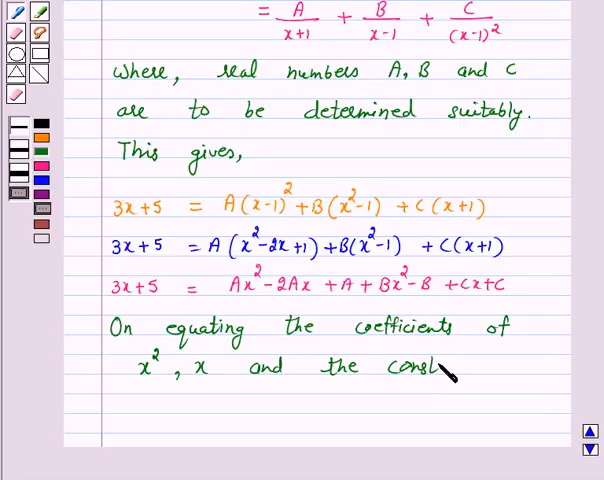 = A/(x+1) + B/(x-1) + C/(x-1)²
where, real numbers A, B and C
are to be determined suitably.
This gives,
3x+5 = A(x-1)² + B(x²-1) + C(x+1)
3x+5 = A(x²-2x+1) + B(x²-1) + C(x+1)
3x+5 = Ax²-2Ax + A + Bx²-B + Cx+C
On equating the coefficients of
x², x and the const